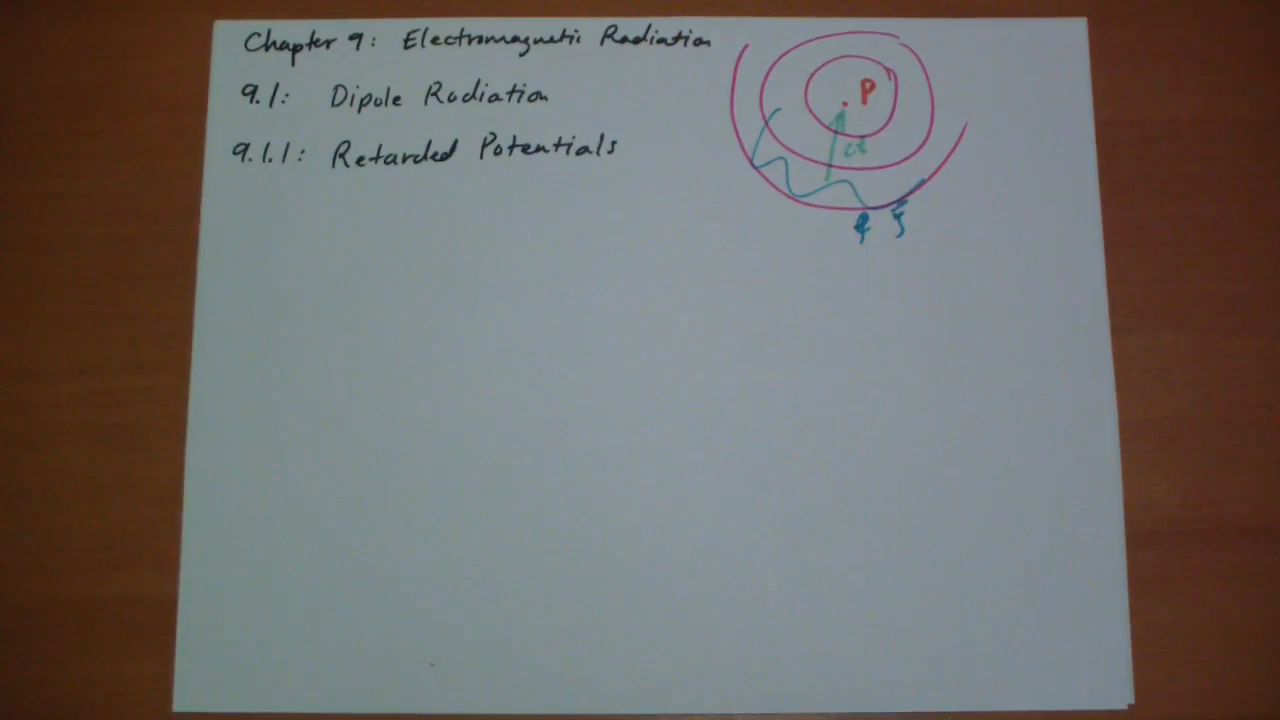 Chapter 9: Electromagnetic Radiation
9.1: Dipole Radiation
9.1.1: Retarded Potentials
P